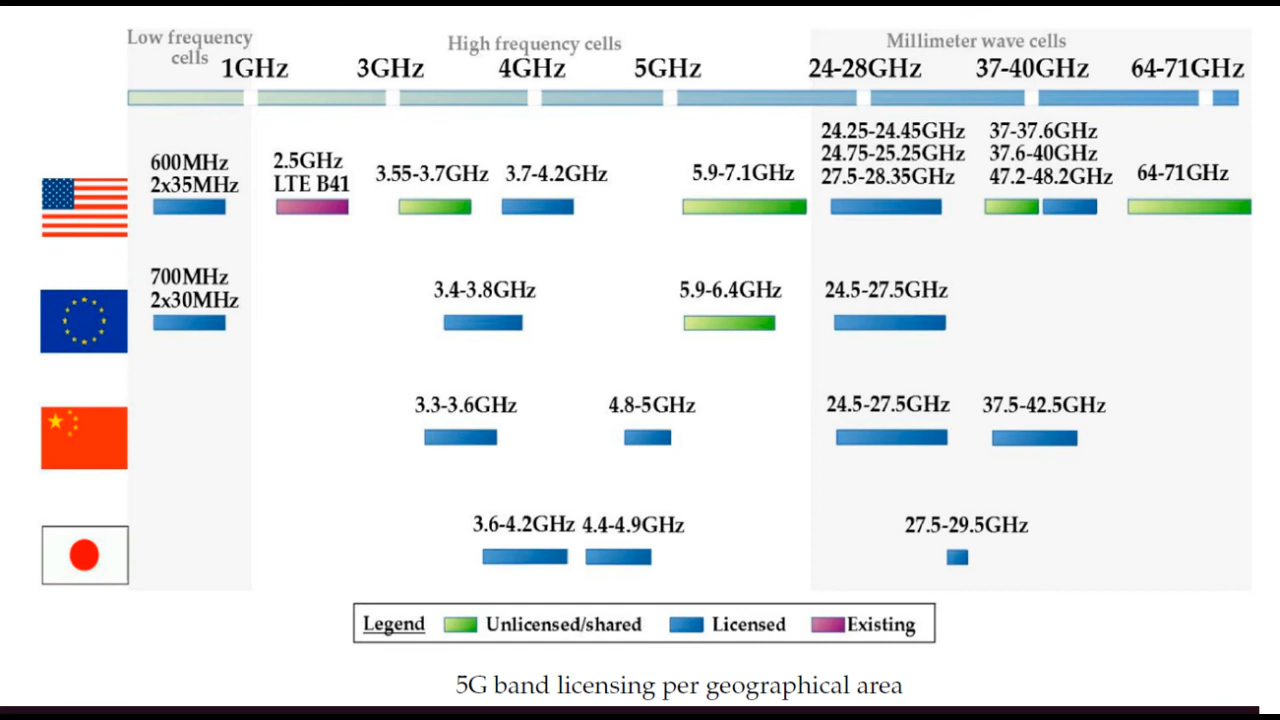 Low frequency
cells
High frequency cells
Millimeter wave cells
1GHz 3GHz 4GHz 5GHz 24-28GHz 37-40GHz 64-71GHz
600MHz
2x35MHz
2.5GHz
LTE B41
3.55-3.7GHz
3.7-4.2GHz
5.9-7.1GHz
24.25-24.45GHz
24.75-25.25GHz
27.5-28.35GHz
37-37.6GHz
37.6-40GHz
47.2-48.2GHz
64-71GHz
700MHz
2x30MHz
3.4-3.8GHz
5.9-6.4GHz
24.5-27.5GHz
3.3-3.6GHz
4.8-5GHz
24.5-27.5GHz
37.5-42.5GHz
3.6-4.2GHz
4.4-4.9GHz
27.5-29.5GHz
Legend Unlicensed/shared Licensed Existing
5G band licensing per geographical area